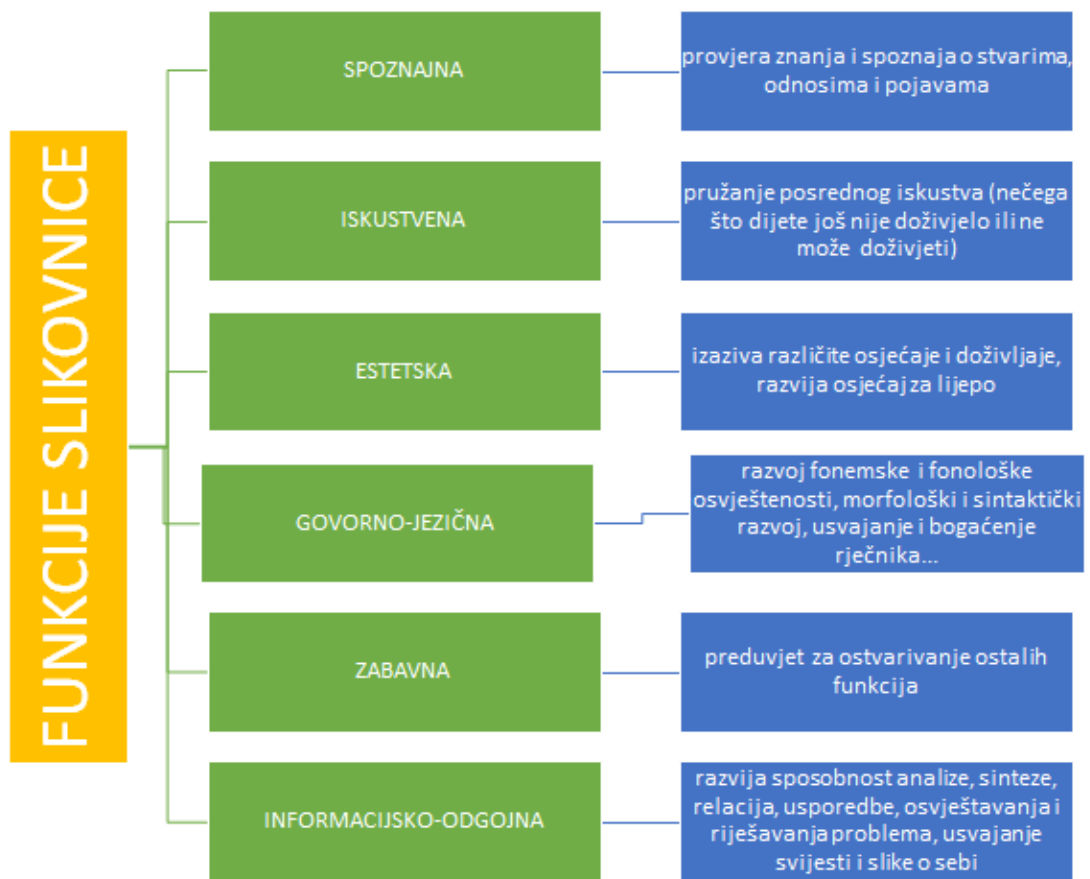 FUNKCIJE SLIKOVNICE
SPOZNAJNA
provjera znanja i spoznaja o stvarima,
odnosima i pojavama
ISKUSTVENA
pružanje posrednog iskustva (nečega
što dijete još nije doživjelo ili ne
može doživjeti)
ESTETSKA
izaziva različite osjećaje i doživljaje,
razvija osjećaj za lijepo
GOVORNO-JEZIČNA
razvoj fonemske i fonološke
osvještenosti, morfološki i sintaktički
razvoj, usvajanje i bogaćenje
rječnika...
ZABAVNA
preduvjet za ostvarivanje ostalih
funkcija
INFORMACIJSKO-ODGOJNA
razvija sposobnost analize, sinteze,
relacija, usporedbe, osvještavanja i
riješavanja problema, usvajanje
svijesti i slike o sebi